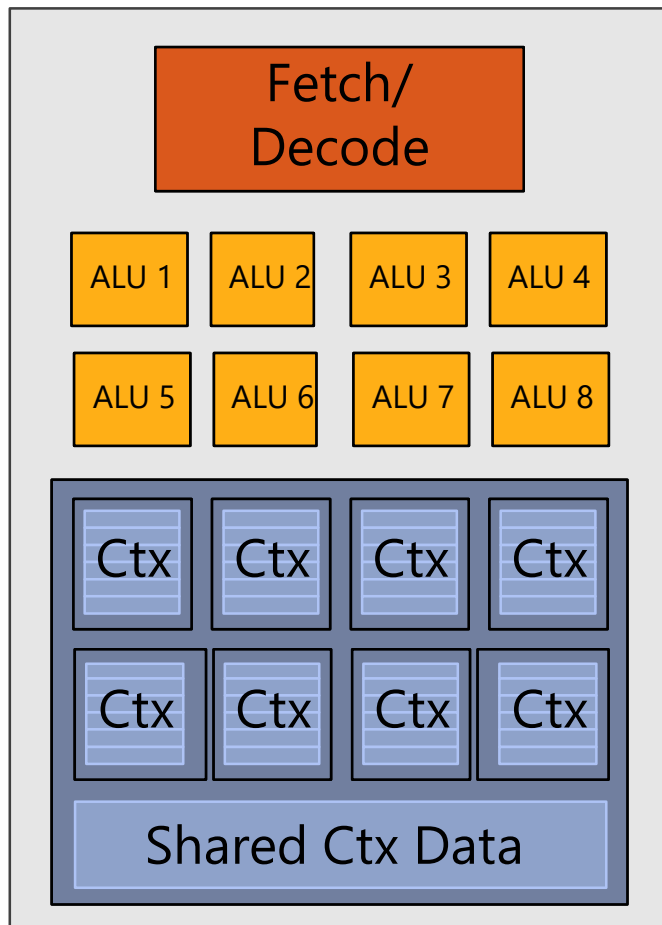 Fetch/
Decode
ALU 1 ALU 2 ALU 3 ALU 4
ALU 5 ALU 6 ALU 7 ALU 8
Ctx Ctx Ctx Ctx
Ctx Ctx Ctx Ctx
Shared Ctx Data